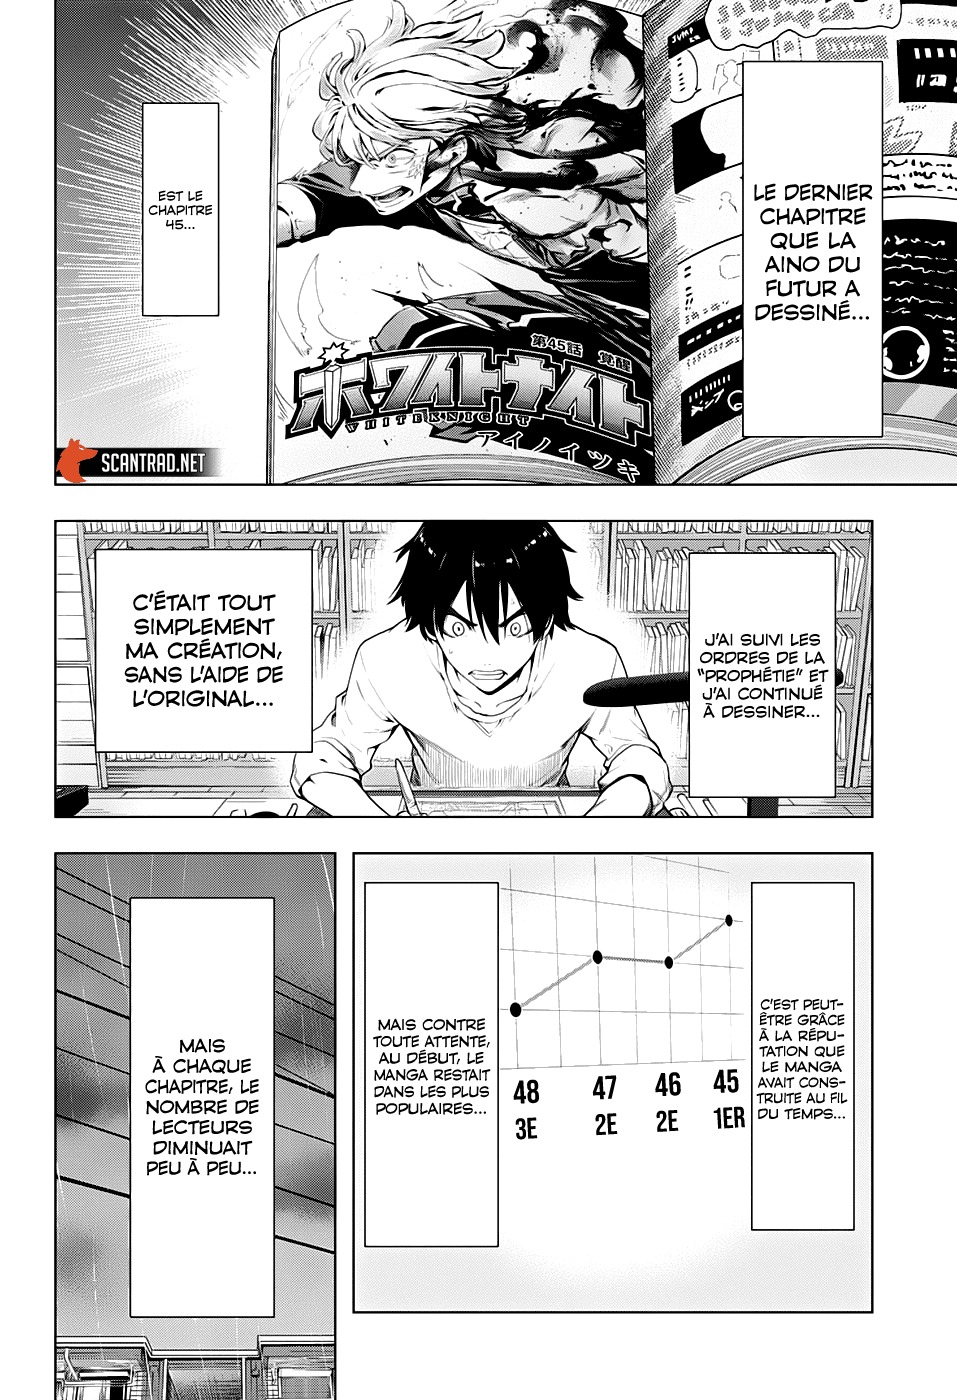 LE DERNIER
CHAPITRE
QUE LA
AINO DU
FUTUR A
DESSINÉ...
EST LE
CHAPITRE
45...
第45話 覚醒
ホワイトナイト
WHITEKNIGHT
アイノイツキ
SCANTRAD.NET
J'AI SUIVI LES
ORDRES DE LA
"PROPHÉTIE" ET
J'AI CONTINUÉ
À DESSINER...
C'ÉTAIT TOUT
SIMPLEMENT
MA CRÉATION,
SANS L'AIDE DE
L'ORIGINAL...
C'EST PEUT-
ÊTRE GRÂCE
À LA RÉPU-
TATION QUE
LE MANGA
AVAIT CONS-
TRUITE AU FIL
DU TEMPS...
48 47 46 45
3E 2E 2E 1ER
MAIS CONTRE
TOUTE ATTENTE,
AU DÉBUT, LE
MANGA RESTAIT
DANS LES PLUS
POPULAIRES...
MAIS
À CHAQUE
CHAPITRE, LE
NOMBRE DE
LECTEURS
DIMINUAIT
PEU À PEU...